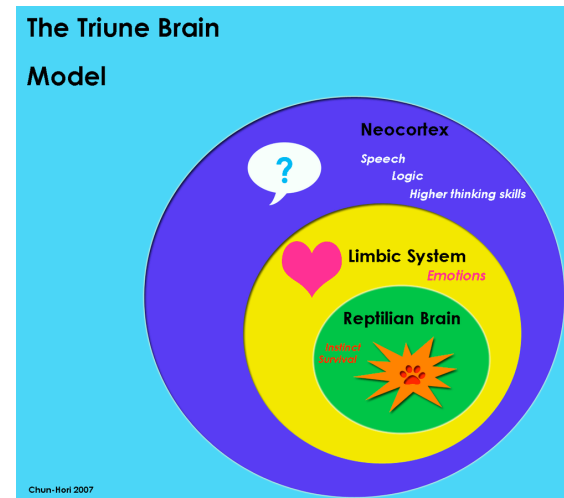 The Triune Brain
Model
Neocortex
Speech
Logic
Higher thinking skills
?
Limbic System
Emotions
Reptilian Brain
Instinct
Survival
Chun-Hori 2007